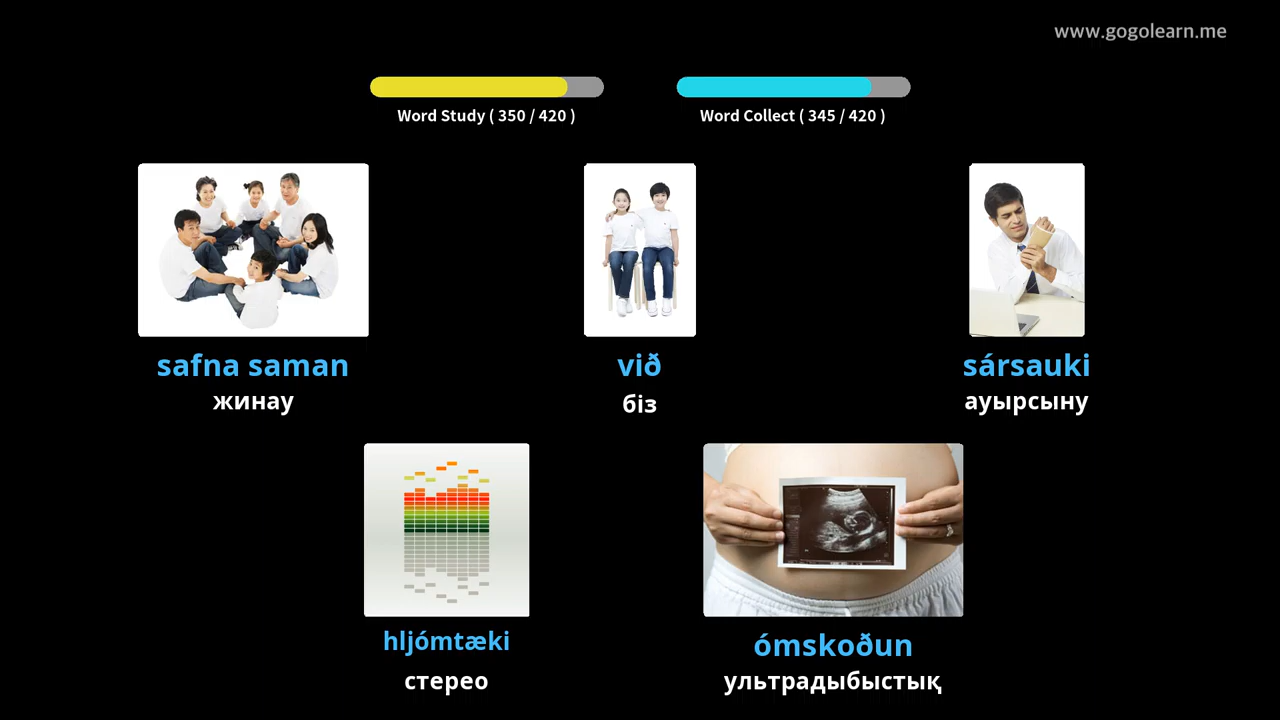 www.gogolearn.me
Word Study ( 350 / 420 )
Word Collect ( 345 / 420 )
safna saman
жинау
við
біз
sársauki
ауырсыну
hljómtæki
стерео
ómskoðun
ультрадыбыстық